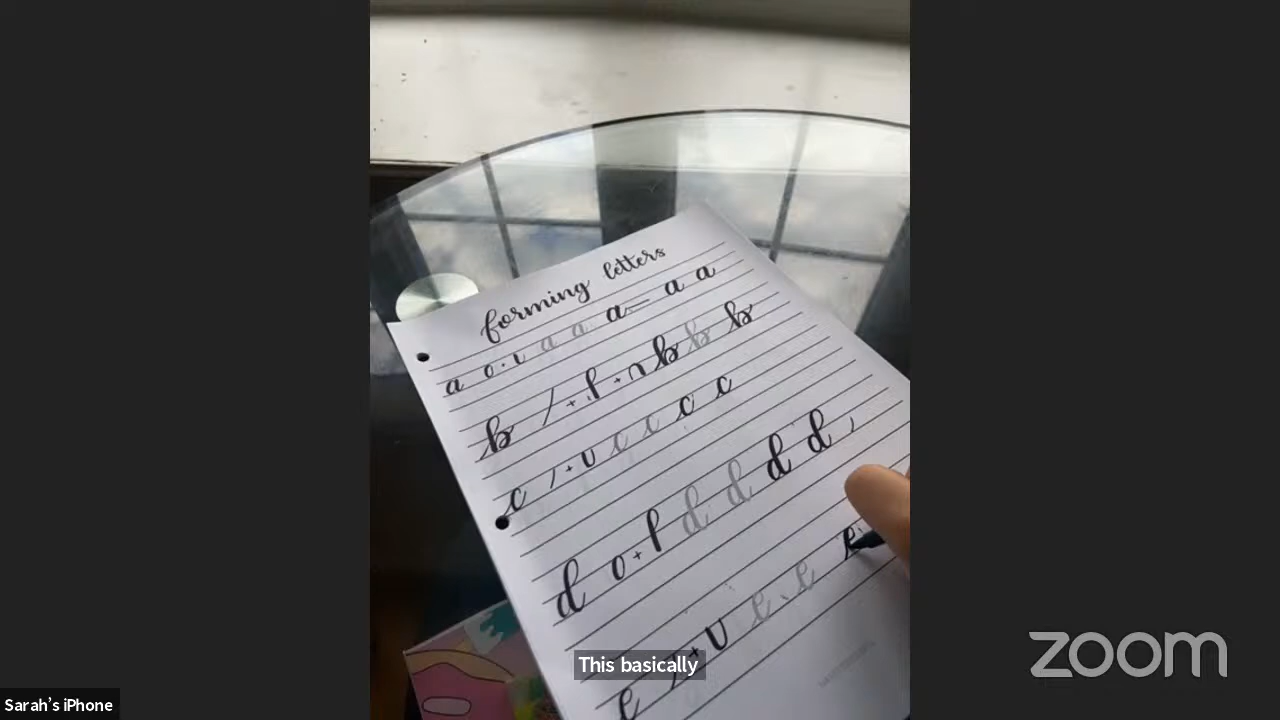 forming letters
a o + ι a a a = a a
b / + l + n b b b
c / + u c c c c
d o + l d d d d
e / + u e e e
This basically
zoom
Sarah's iPhone